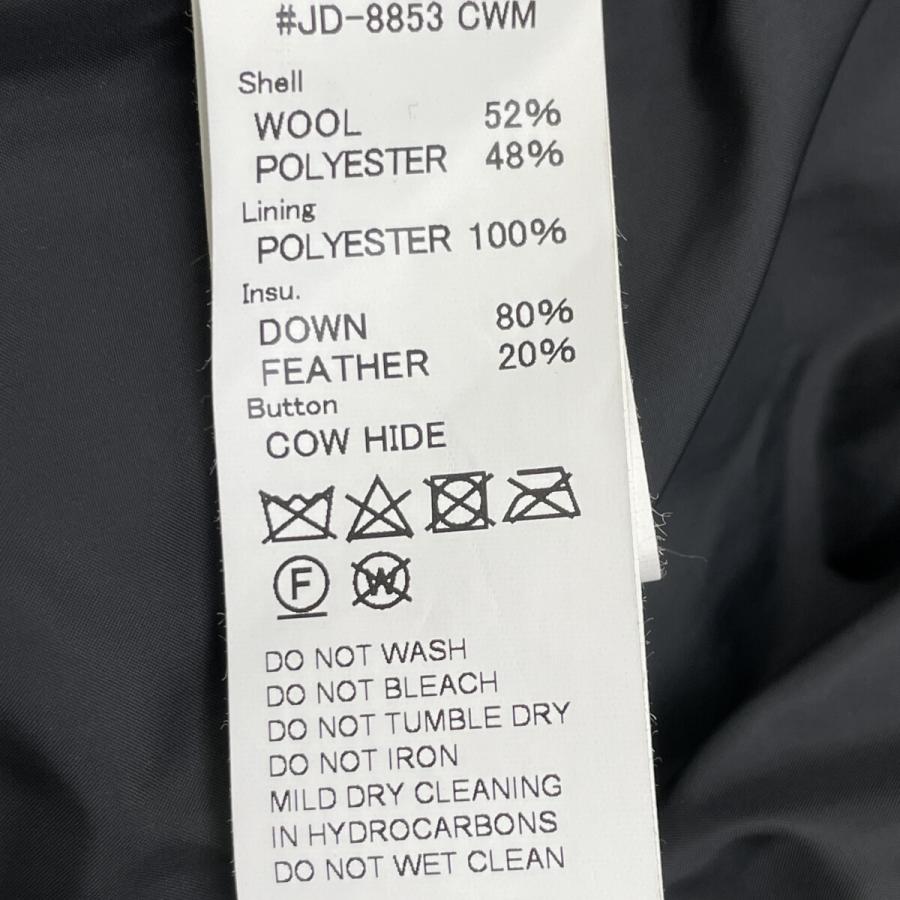 #JD-8853 CWM
Shell
WOOL 52%
POLYESTER 48%
Lining
POLYESTER 100%
Insu.
DOWN 80%
FEATHER 20%
Button
COW HIDE
F W
DO NOT WASH
DO NOT BLEACH
DO NOT TUMBLE DRY
DO NOT IRON
MILD DRY CLEANING
IN HYDROCARBONS
DO NOT WET CLEAN